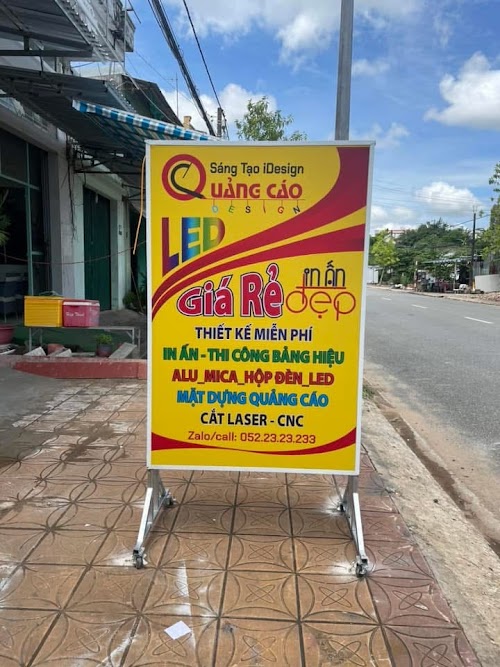 Sáng Tạo iDesign
QUẢNG CÁO
DESIGN
LED
Giá Rẻ
in ấn
đẹp
THIẾT KẾ MIỄN PHÍ
IN ẤN - THI CÔNG BẢNG HIỆU
ALU_MICA_HỘP ĐÈN_LED
MẶT DỰNG QUẢNG CÁO
CẮT LASER - CNC
Zalo/call: 052.23.23.233